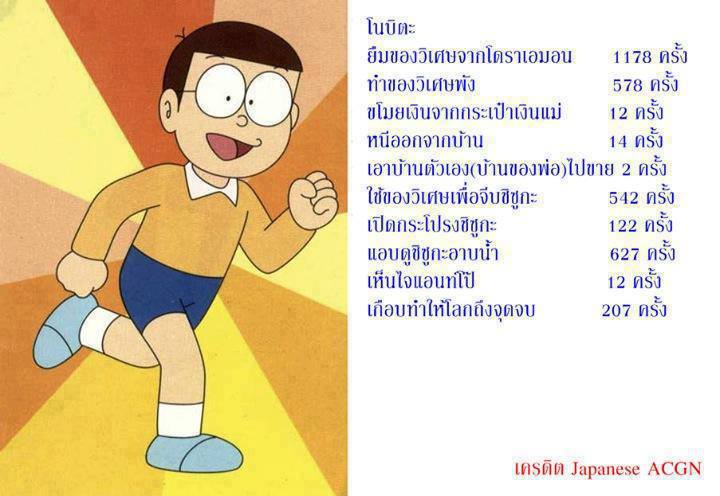 โนบิตะ
ยืมของวิเศษจากโดราเอมอน 1178 ครั้ง
ทำของวิเศษพัง 578 ครั้ง
ขโมยเงินจากกระเป๋าเงินแม่ 12 ครั้ง
หนีออกจากบ้าน 14 ครั้ง
เอาบ้านตัวเอง(บ้านของพ่อ)ไปขาย 2 ครั้ง
ใช้ของวิเศษเพื่อจีบชิซูกะ 542 ครั้ง
เปิดกระโปรงชิซูกะ 122 ครั้ง
แอบดูชิซูกะอาบน้ำ 627 ครั้ง
เห็นไจแอนท์โป๊ 12 ครั้ง
เกือบทำให้โลกถึงจุดจบ 207 ครั้ง
เครดิต Japanese ACGN